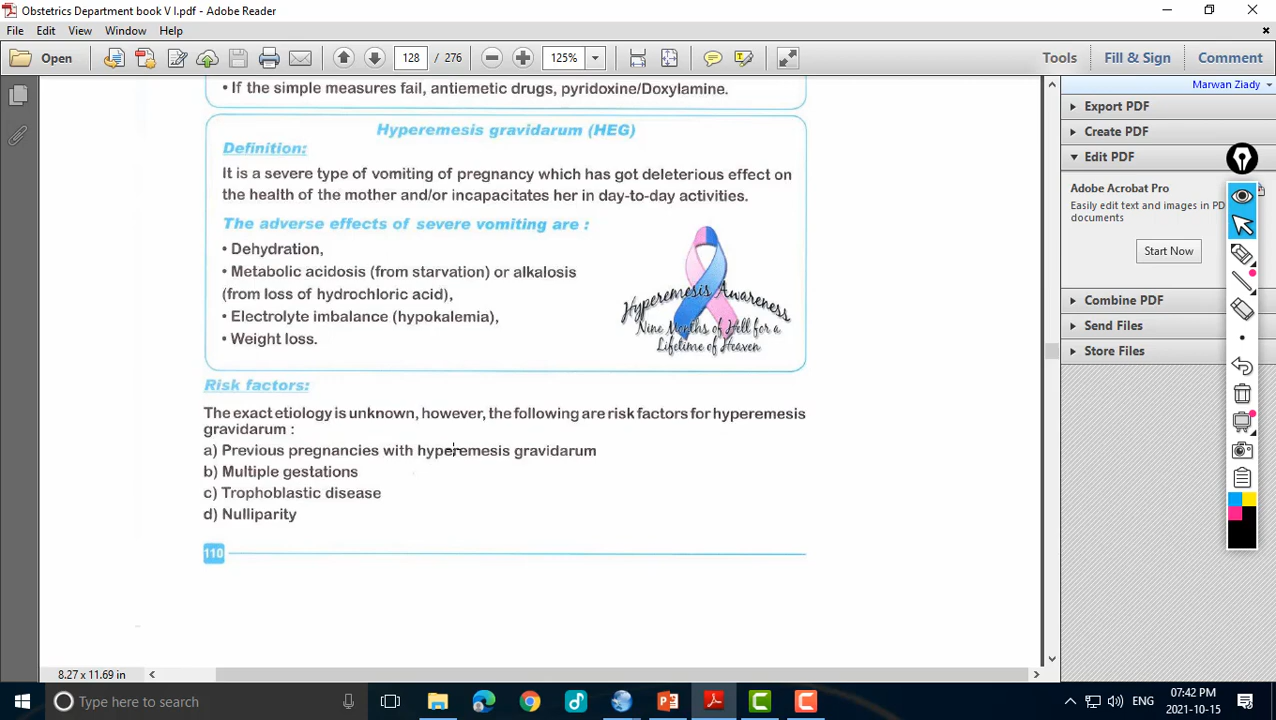 Obstetrics Department book V I.pdf - Adobe Reader
File Edit View Window Help
Open 128 / 276 125% Tools Fill & Sign Comment
• If the simple measures fail, antiemetic drugs, pyridoxine/Doxylamine.
Hyperemesis gravidarum (HEG)
Definition:
It is a severe type of vomiting of pregnancy which has got deleterious effect on
the health of the mother and/or incapacitates her in day-to-day activities.
The adverse effects of severe vomiting are :
• Dehydration,
• Metabolic acidosis (from starvation) or alkalosis
(from loss of hydrochloric acid),
• Electrolyte imbalance (hypokalemia),
• Weight loss.
Hyperemesis Awareness
Nine Months of Hell for a
Lifetime of Heaven
Risk factors:
The exact etiology is unknown, however, the following are risk factors for hyperemesis
gravidarum :
a) Previous pregnancies with hyperemesis gravidarum
b) Multiple gestations
c) Trophoblastic disease
d) Nulliparity
110
8.27 x 11.69 in
Marwan Ziady
Export PDF
Create PDF
Edit PDF
Adobe Acrobat Pro
Easily edit text and images in PD
documents
Start Now
Combine PDF
Send Files
Store Files
Type here to search
ENG
07:42 PM
2021-10-15